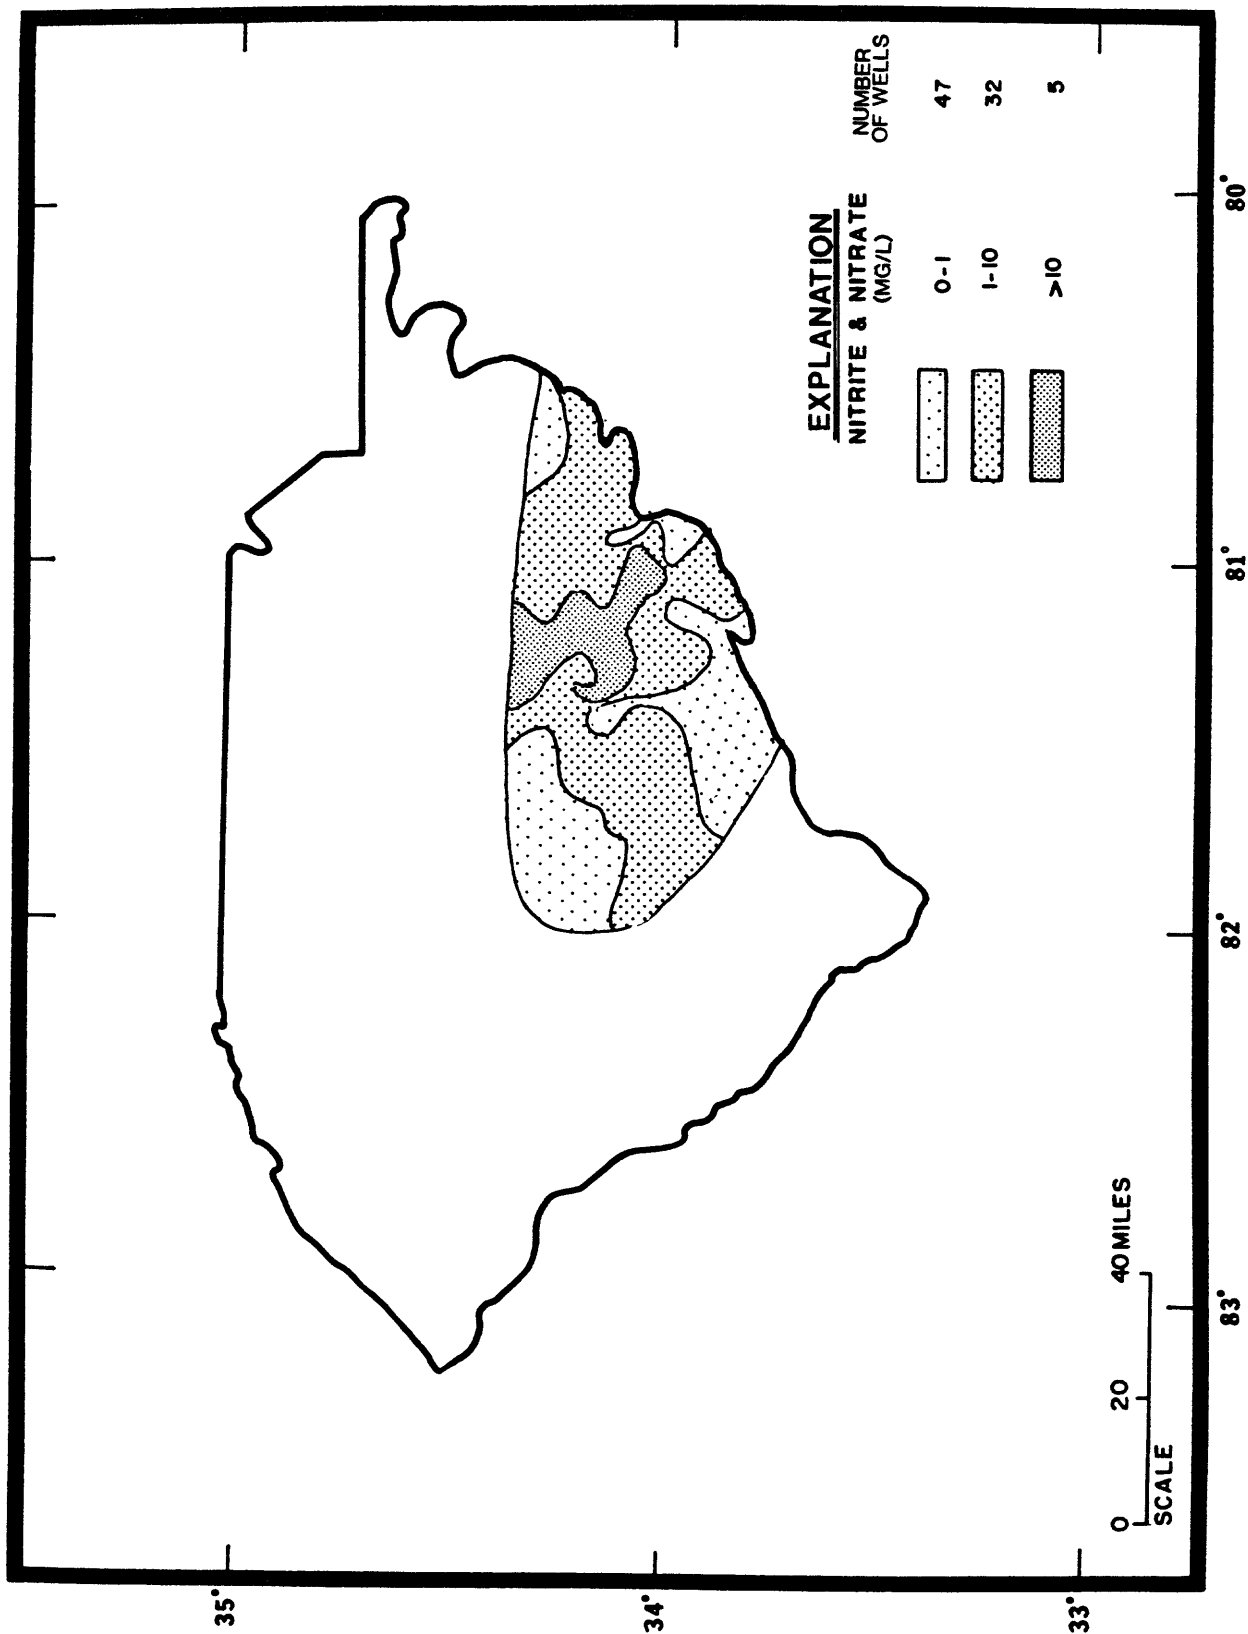 EXPLANATION
NITRITE & NITRATE
(MG/L)
NUMBER
OF WELLS
0-1 47
1-10 32
>10 5
35°
34°
33°
83°
82°
81°
80°
0 20 40 MILES
SCALE